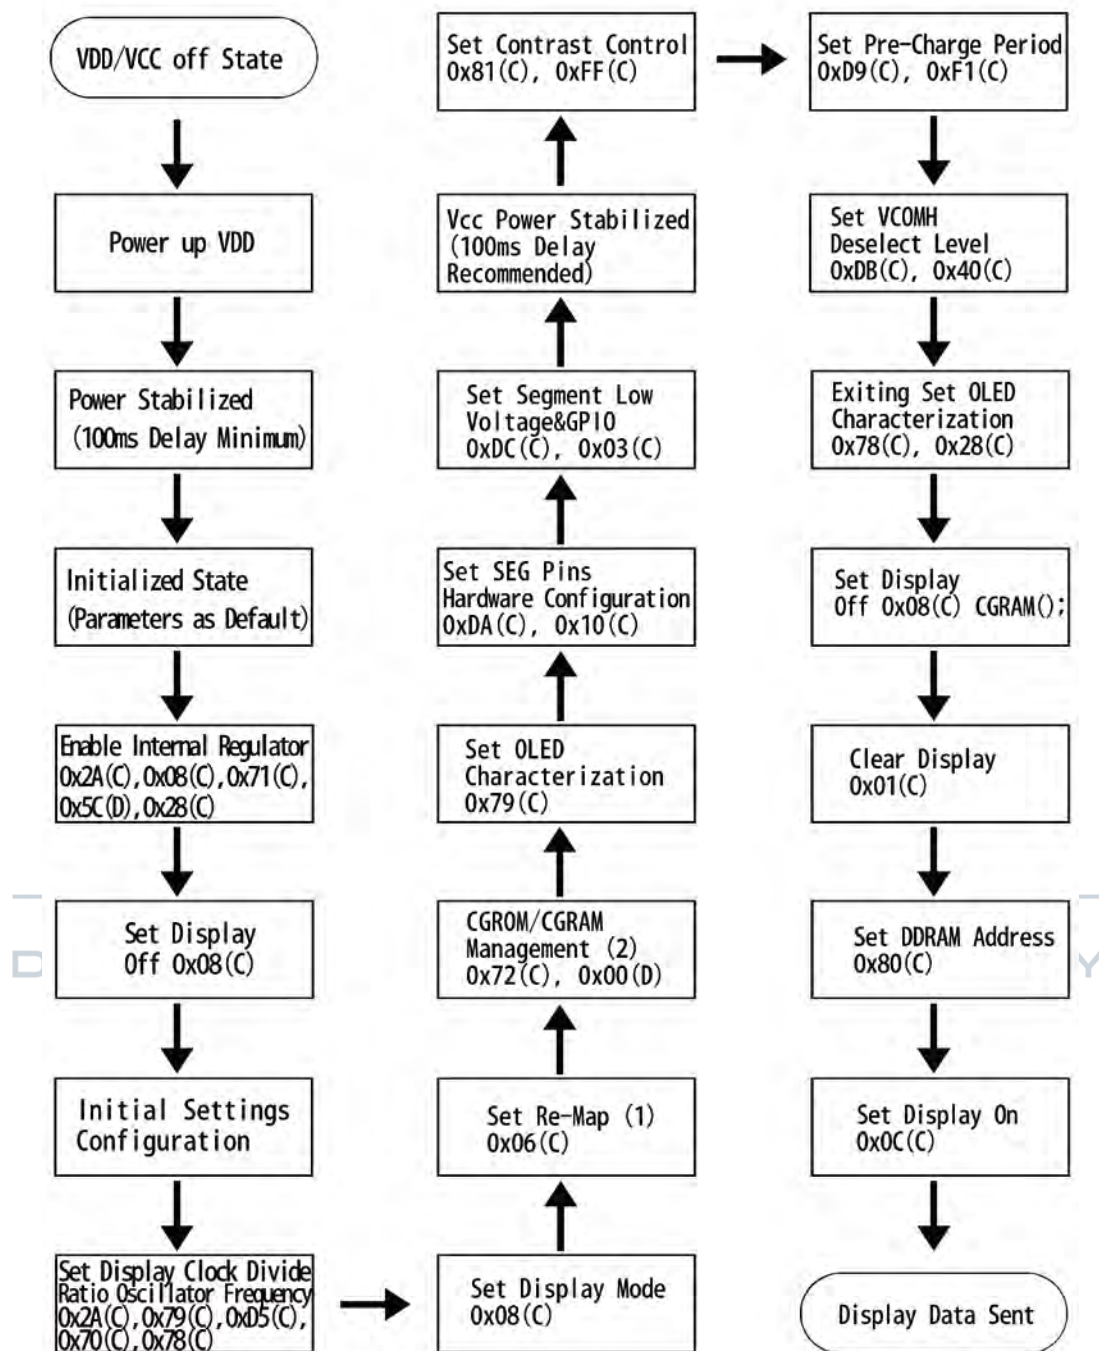 VDD/VCC off State
Power up VDD
Power Stabilized
(100ms Delay Minimum)
Initialized State
(Parameters as Default)
Enable Internal Regulator
0x2A(C),0x08(C),0x71(C),
0x5C(D),0x28(C)
Set Display
Off 0x08(C)
Initial Settings
Configuration
Set Display Clock Divide
Ratio Oscillator Frequency
0x2A(C),0x79(C),0xD5(C),
0x70(C),0x78(C)
Set Display Mode
0x08(C)
Set Re-Map (1)
0x06(C)
CGROM/CGRAM
Management (2)
0x72(C), 0x00(D)
Set OLED
Characterization
0x79(C)
Set SEG Pins
Hardware Configuration
0xDA(C), 0x10(C)
Set Segment Low
Voltage&GPIO
0xDC(C), 0x03(C)
Vcc Power Stabilized
(100ms Delay
Recommended)
Set Contrast Control
0x81(C), 0xFF(C)
Set Pre-Charge Period
0xD9(C), 0xF1(C)
Set VCOMH
Deselect Level
0xDB(C), 0x40(C)
Exiting Set OLED
Characterization
0x78(C), 0x28(C)
Set Display
Off 0x08(C) CGRAM();
Clear Display
0x01(C)
Set DDRAM Address
0x80(C)
Set Display On
0x0C(C)
Display Data Sent
D
Y